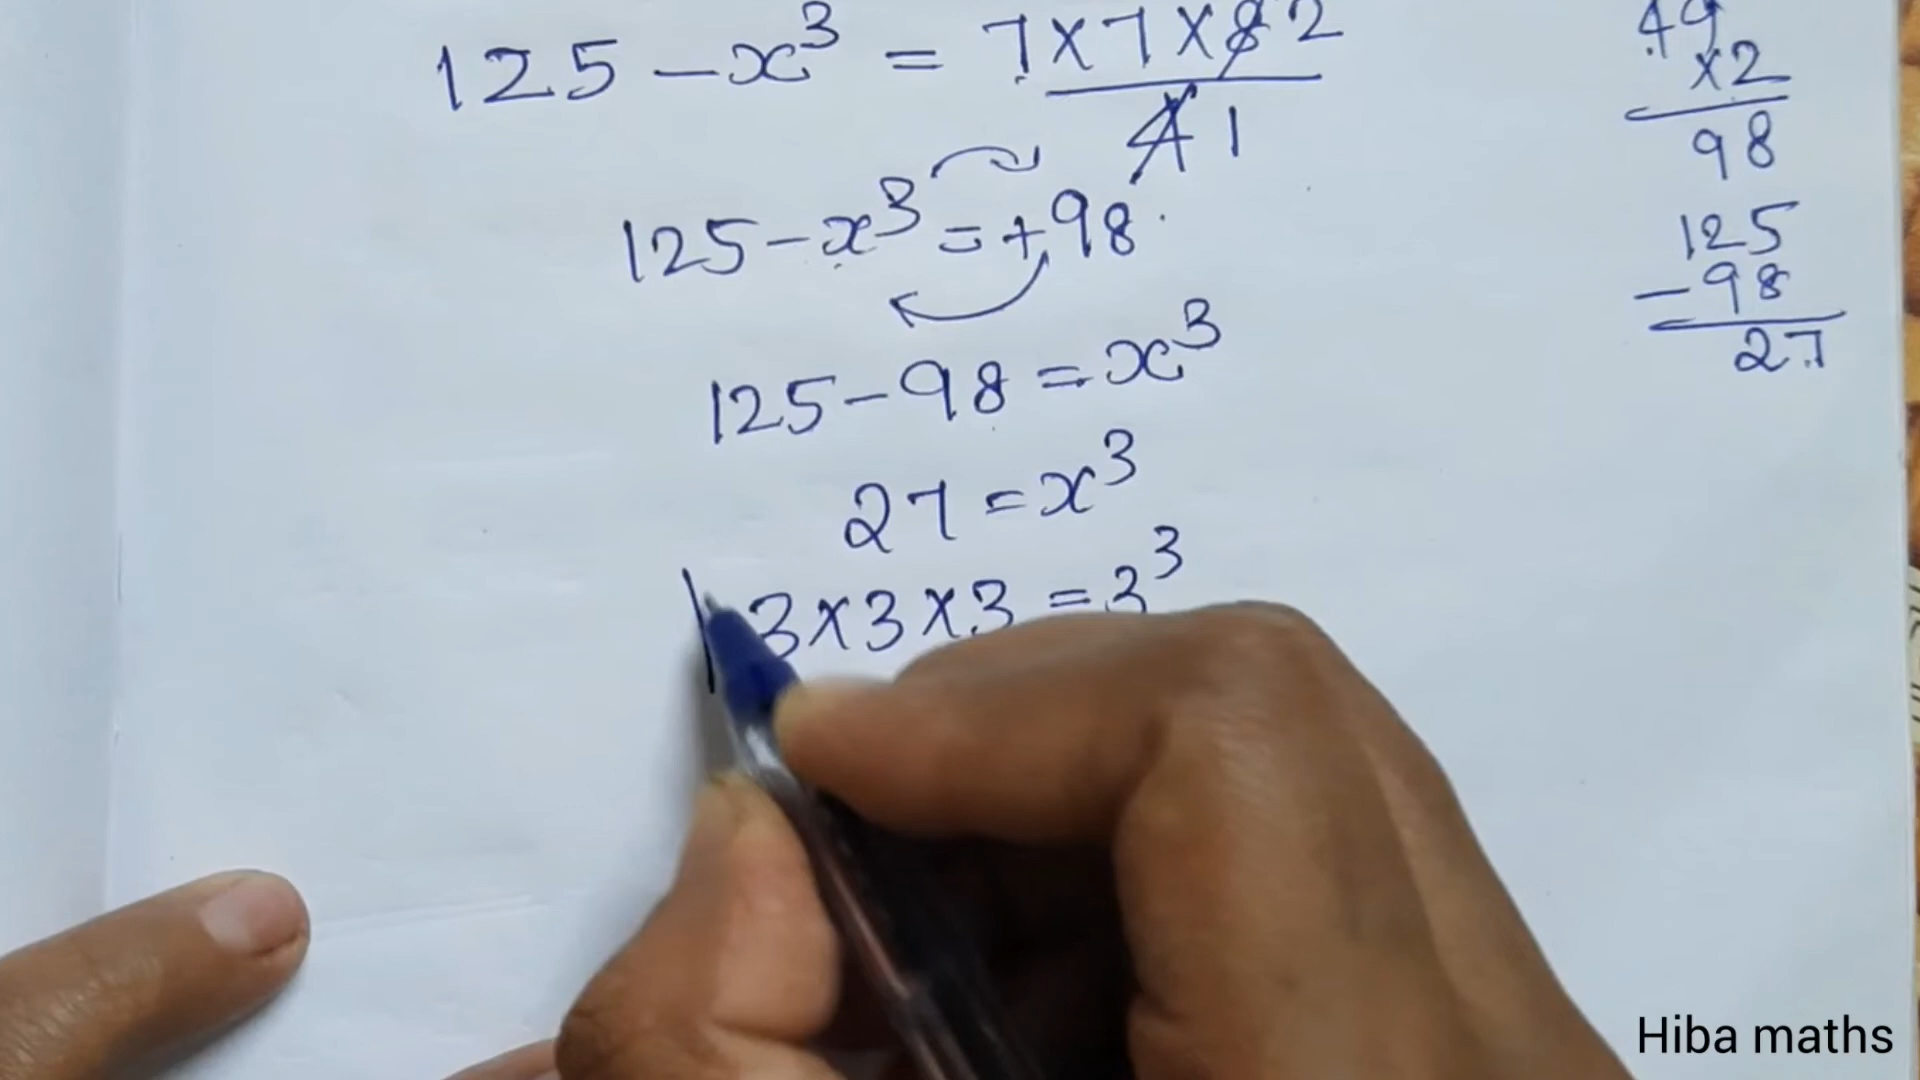 125 - x³ = 7×7×8 2
4 1
125 - x³ = +98
125 - 98 = x³
27 = x³
3×3×3 = 3³
49
×2
98
125
-98
27
Hiba maths